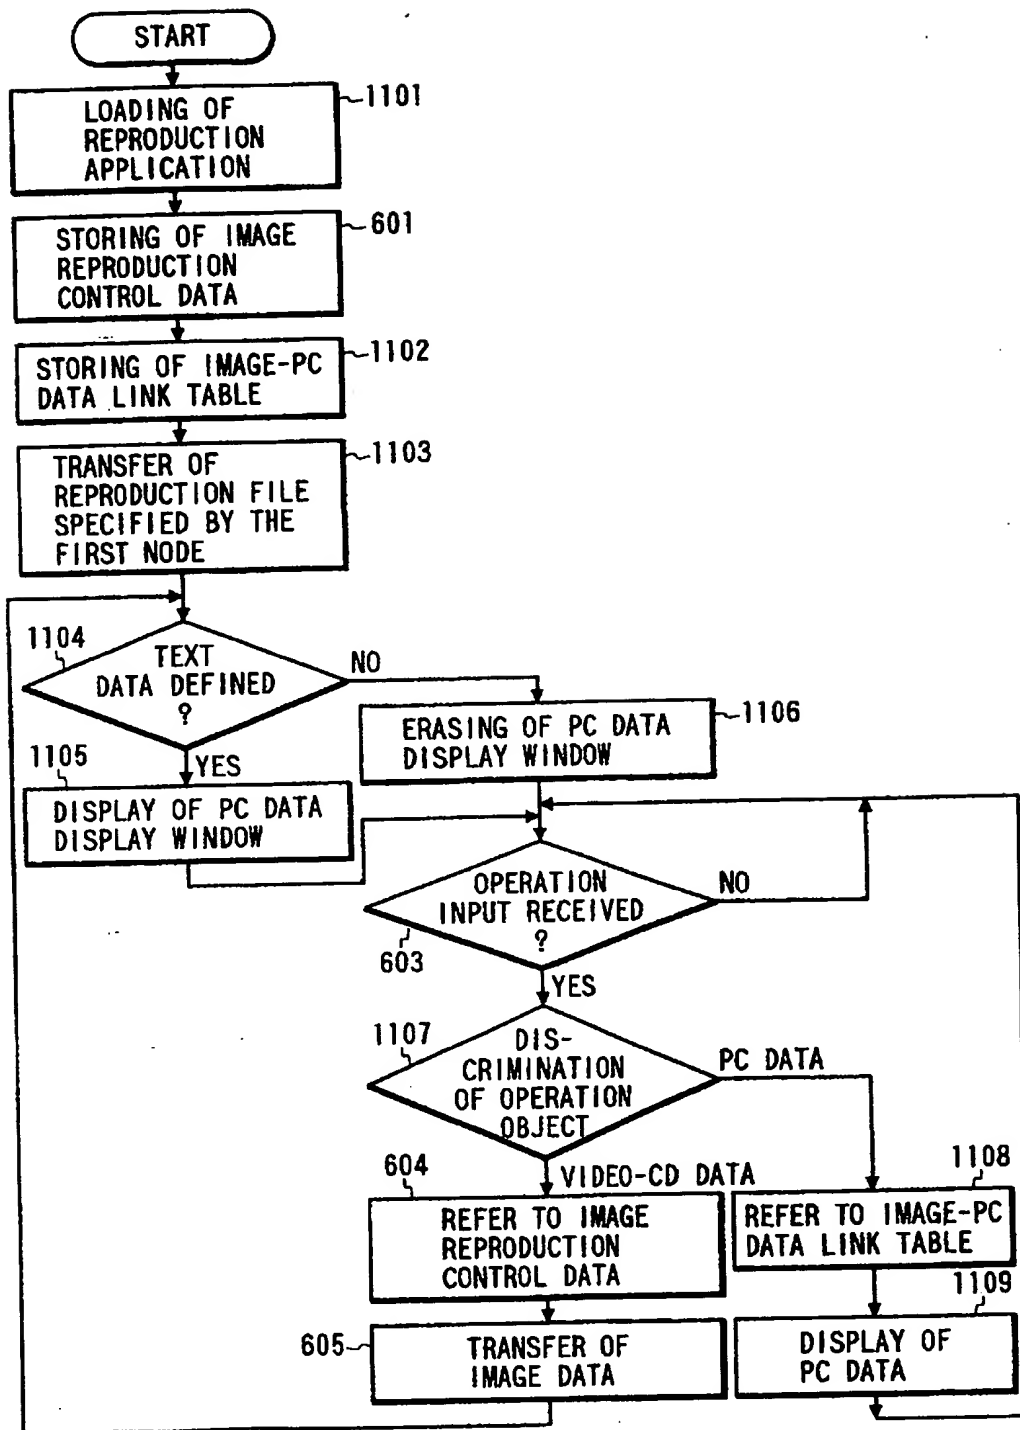 START
1101
LOADING OF
REPRODUCTION
APPLICATION
601
STORING OF IMAGE
REPRODUCTION
CONTROL DATA
1102
STORING OF IMAGE-PC
DATA LINK TABLE
1103
TRANSFER OF
REPRODUCTION FILE
SPECIFIED BY THE
FIRST NODE
1104
TEXT
DATA DEFINED
?
NO
YES
1106
ERASING OF PC DATA
DISPLAY WINDOW
1105
DISPLAY OF PC DATA
DISPLAY WINDOW
OPERATION
INPUT RECEIVED
?
NO
603
YES
1107
DIS-
CRIMINATION
OF OPERATION
OBJECT
PC DATA
VIDEO-CD DATA
604
REFER TO IMAGE
REPRODUCTION
CONTROL DATA
1108
REFER TO IMAGE-PC
DATA LINK TABLE
605
TRANSFER OF
IMAGE DATA
1109
DISPLAY OF
PC DATA